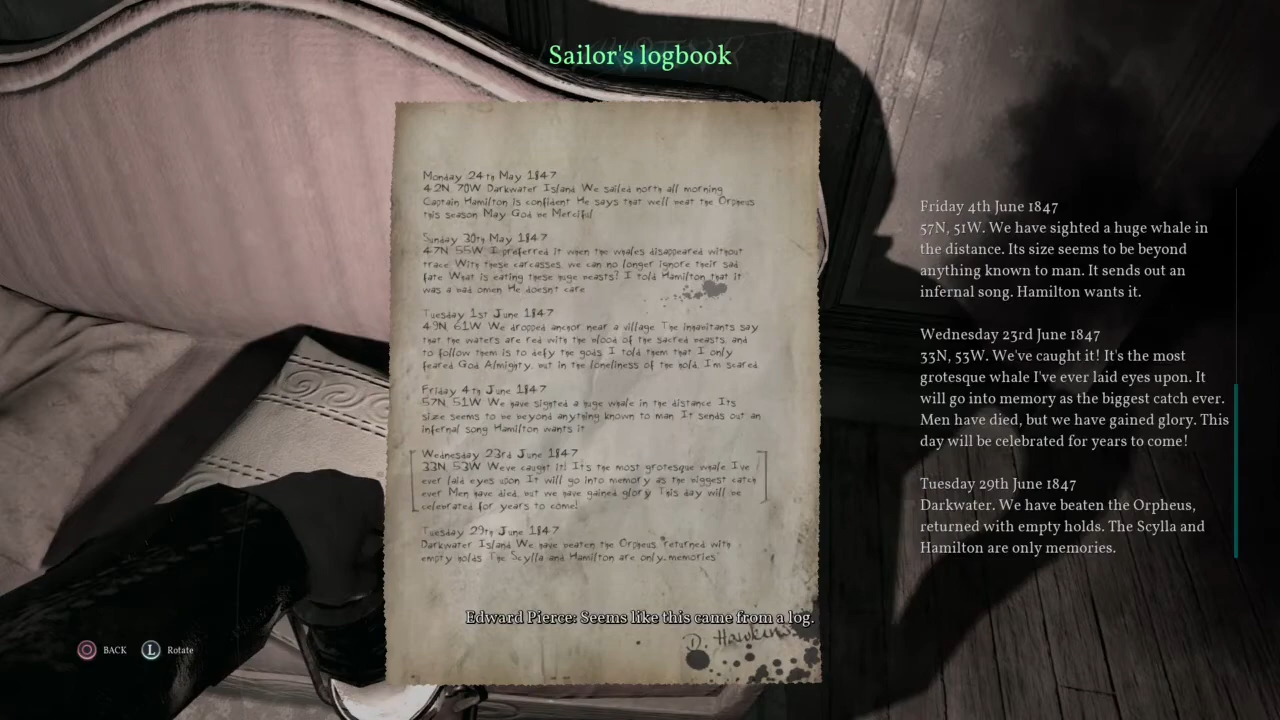 Sailor's logbook
Monday 24th May 1847
42N 70W Darkwater Island We sailed north all morning
Captain Hamilton is confident He says that well beat the Orpheus
this season May God be Merciful
Sunday 30th May 1847
47N 55W I preferred it when the whales disappeared without
trace With these carcasses, we can no longer ignore their sad
fate What is eating these huge beasts? I told Hamilton that it
was a bad omen He doesnt care
Tuesday 1st June 1847
49N 61W We dropped anchor near a village The inhabitants say
that the waters are red with the blood of the sacred beasts, and
to follow them is to defy the gods I told them that I only
feared God Almighty, but in the loneliness of the hold, Im scared
Friday 4th June 1847
57N 51W We have sighted a huge whale in the distance Its
size seems to be beyond anything known to man It sends out an
infernal song Hamilton wants it
Wednesday 23rd June 1847
33N 53W Weve caught it! Its the most grotesque whale Ive
ever laid eyes upon It will go into memory as the biggest catch
ever Men have died, but we have gained glory This day will be
celebrated for years to come!
Tuesday 29th June 1847
Darkwater Island We have beaten the Orpheus, returned with
empty holds The Scylla and Hamilton are only memories
D. Hawkins
Friday 4th June 1847
57N, 51W. We have sighted a huge whale in
the distance. Its size seems to be beyond
anything known to man. It sends out an
infernal song. Hamilton wants it.
Wednesday 23rd June 1847
33N, 53W. We've caught it! It's the most
grotesque whale I've ever laid eyes upon. It
will go into memory as the biggest catch ever.
Men have died, but we have gained glory. This
day will be celebrated for years to come!
Tuesday 29th June 1847
Darkwater. We have beaten the Orpheus,
returned with empty holds. The Scylla and
Hamilton are only memories.
Edward Pierce: Seems like this came from a log.
BACK
L Rotate